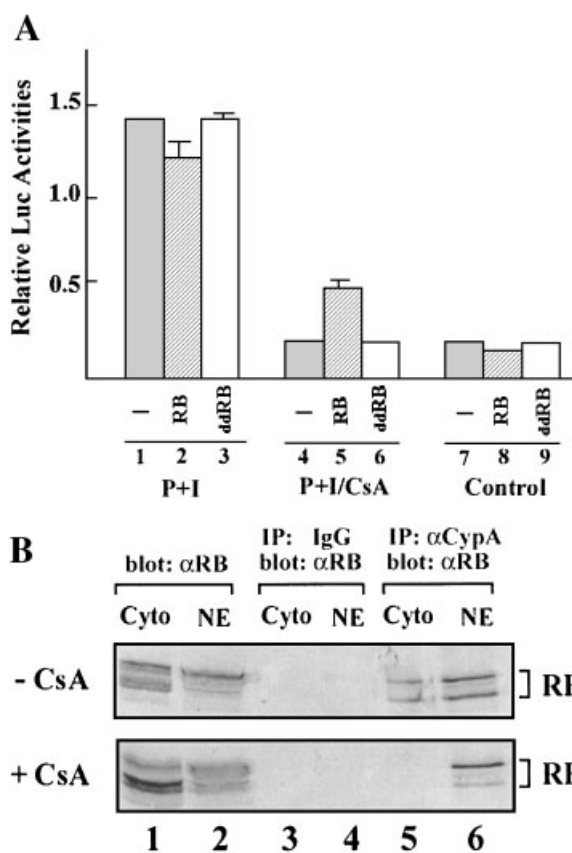 A
Relative Luc Activities
1.5
1.0
0.5
– RB ddRB – RB ddRB – RB ddRB
1 2 3 4 5 6 7 8 9
P+I P+I/CsA Control
B
blot: αRB
IP: IgG
blot: αRB
IP: αCypA
blot: αRB
Cyto NE Cyto NE Cyto NE
- CsA
+ CsA
1 2 3 4 5 6